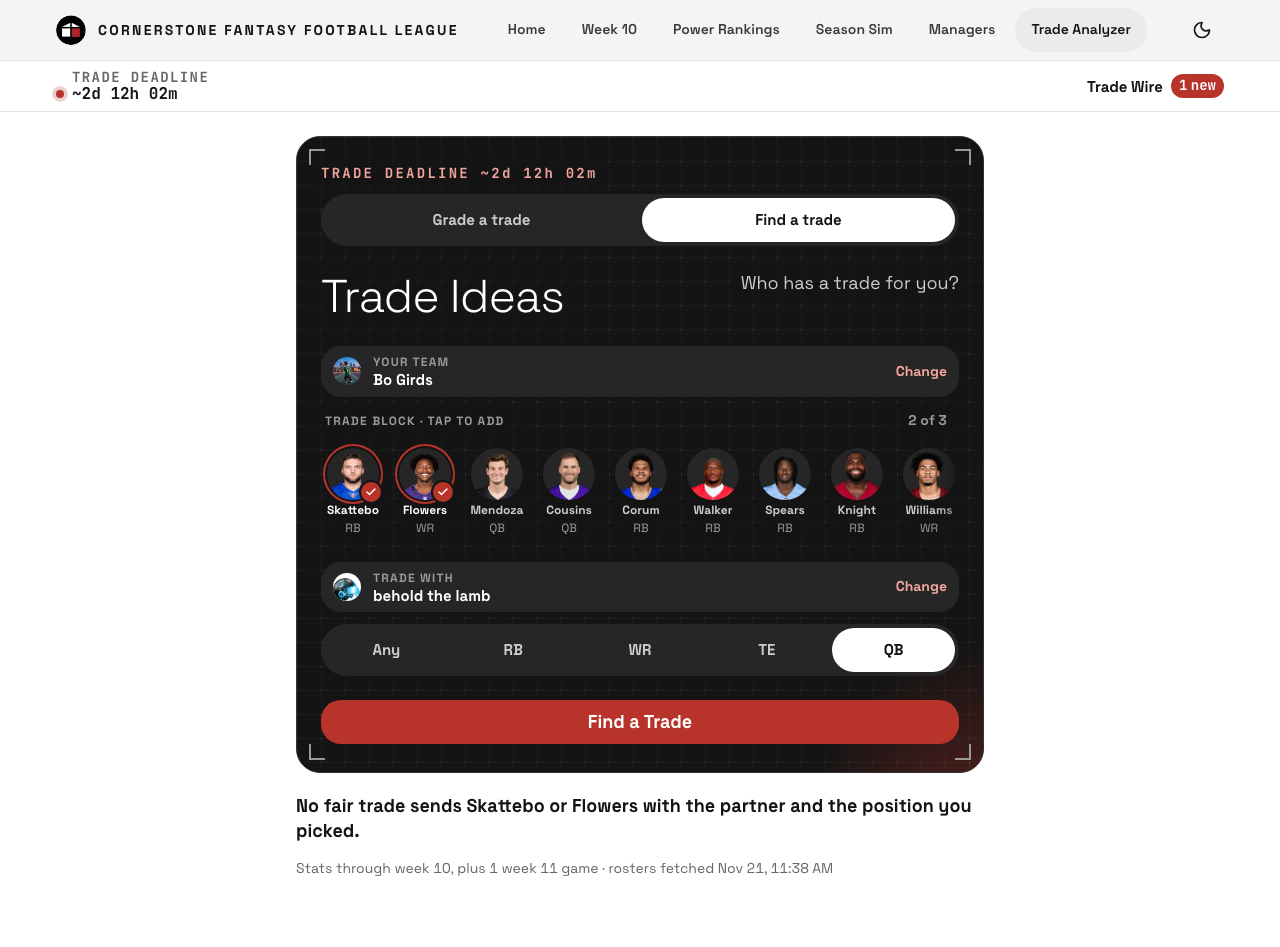 CORNERSTONE FANTASY FOOTBALL LEAGUE
Home
Week 10
Power Rankings
Season Sim
Managers
Trade Analyzer
TRADE DEADLINE
~2d 12h 02m
Trade Wire
1 new
TRADE DEADLINE ~2d 12h 02m
Grade a trade
Find a trade
Trade Ideas
Who has a trade for you?
YOUR TEAM
Bo Girds
Change
TRADE BLOCK · TAP TO ADD
2 of 3
Skattebo
RB
Flowers
WR
Mendoza
QB
Cousins
QB
Corum
RB
Walker
RB
Spears
RB
Knight
RB
Williams
WR
TRADE WITH
behold the lamb
Change
Any
RB
WR
TE
QB
Find a Trade
No fair trade sends Skattebo or Flowers with the partner and the position you
picked.
Stats through week 10, plus 1 week 11 game · rosters fetched Nov 21, 11:38 AM